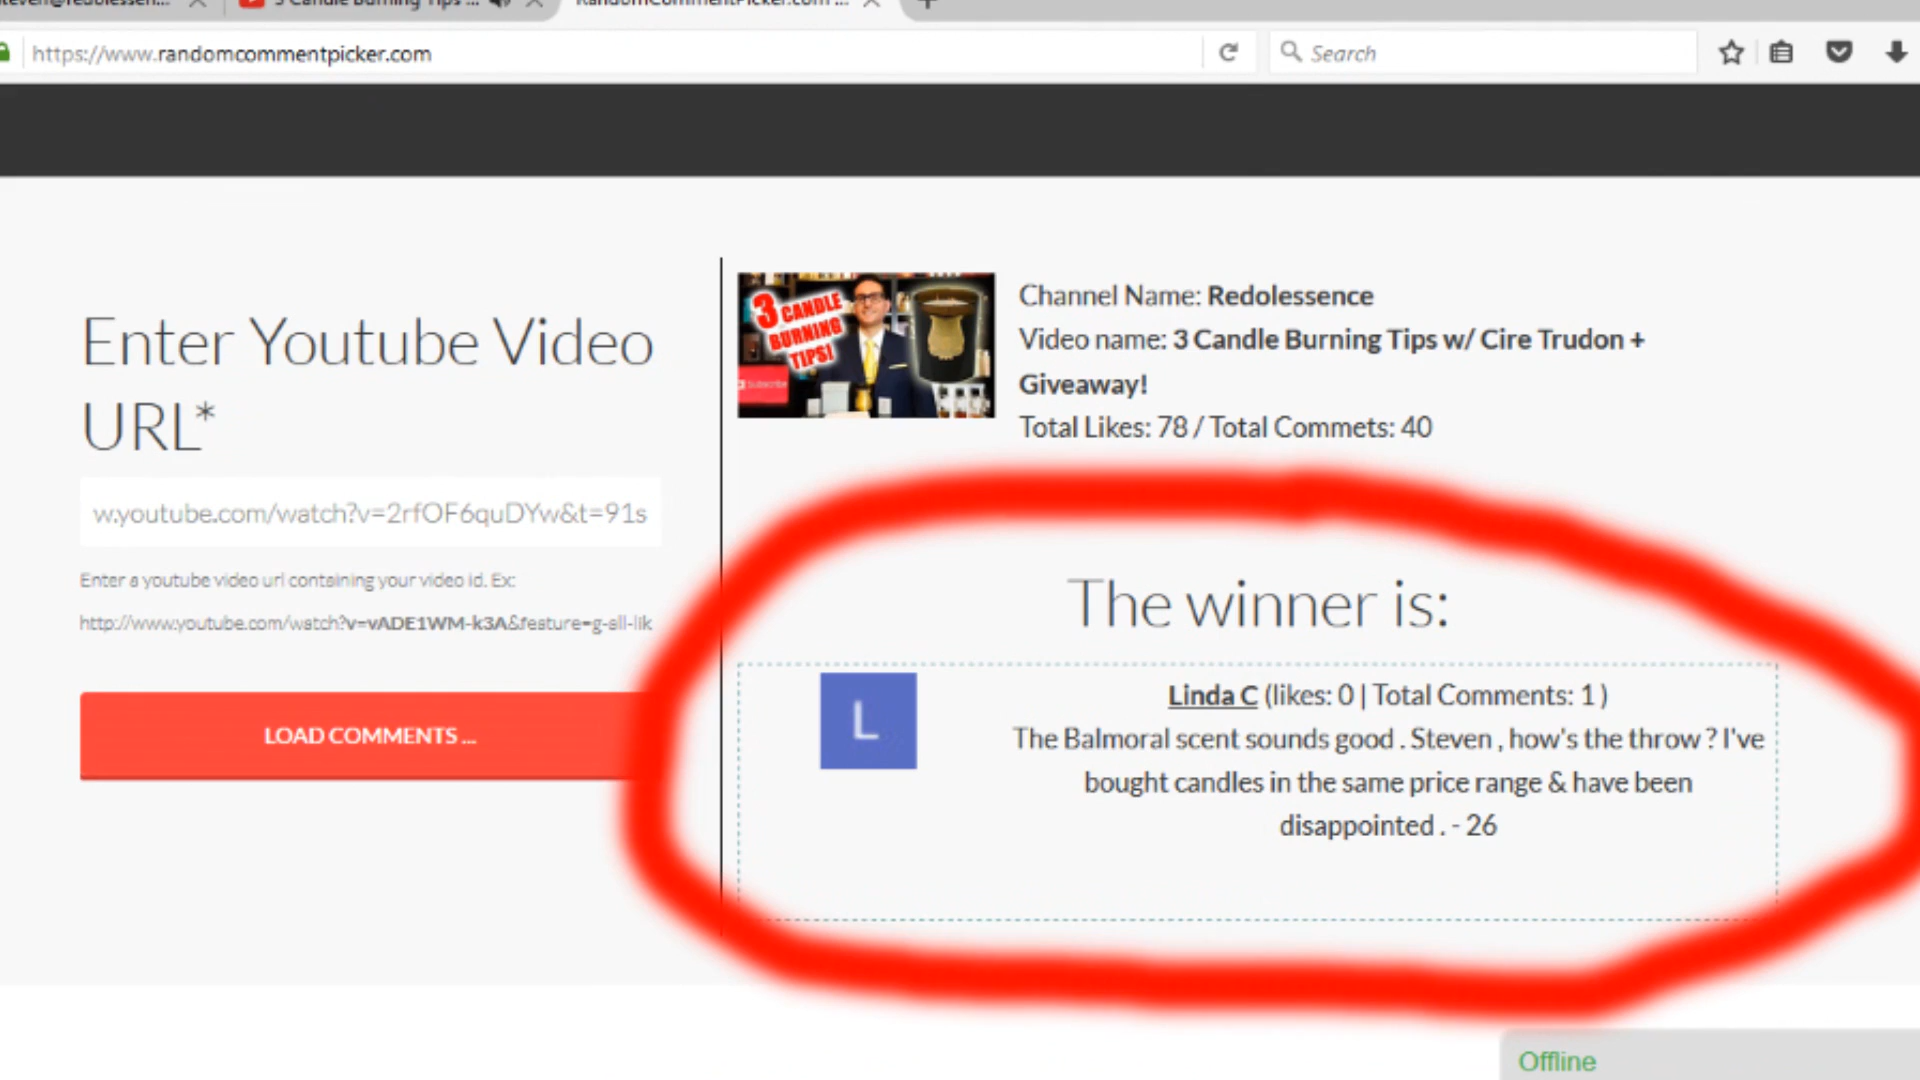 https://www.randomcommentpicker.com
Search
3 CANDLE
BURNING
TIPS!
Channel Name: Redolessence
Video name: 3 Candle Burning Tips w/ Cire Trudon +
Giveaway!
Total Likes: 78 / Total Commets: 40
Enter Youtube Video
URL*
w.youtube.com/watch?v=2rfOF6quDYw&t=91s
Enter a youtube video url containing your video id. Ex:
http://www.youtube.com/watch?v=vADE1WM-k3A&feature=g-all-lik
LOAD COMMENTS ...
The winner is:
L
Linda C (likes: 0 | Total Comments: 1 )
The Balmoral scent sounds good . Steven , how's the throw ? I've
bought candles in the same price range & have been
disappointed . - 26
Offline